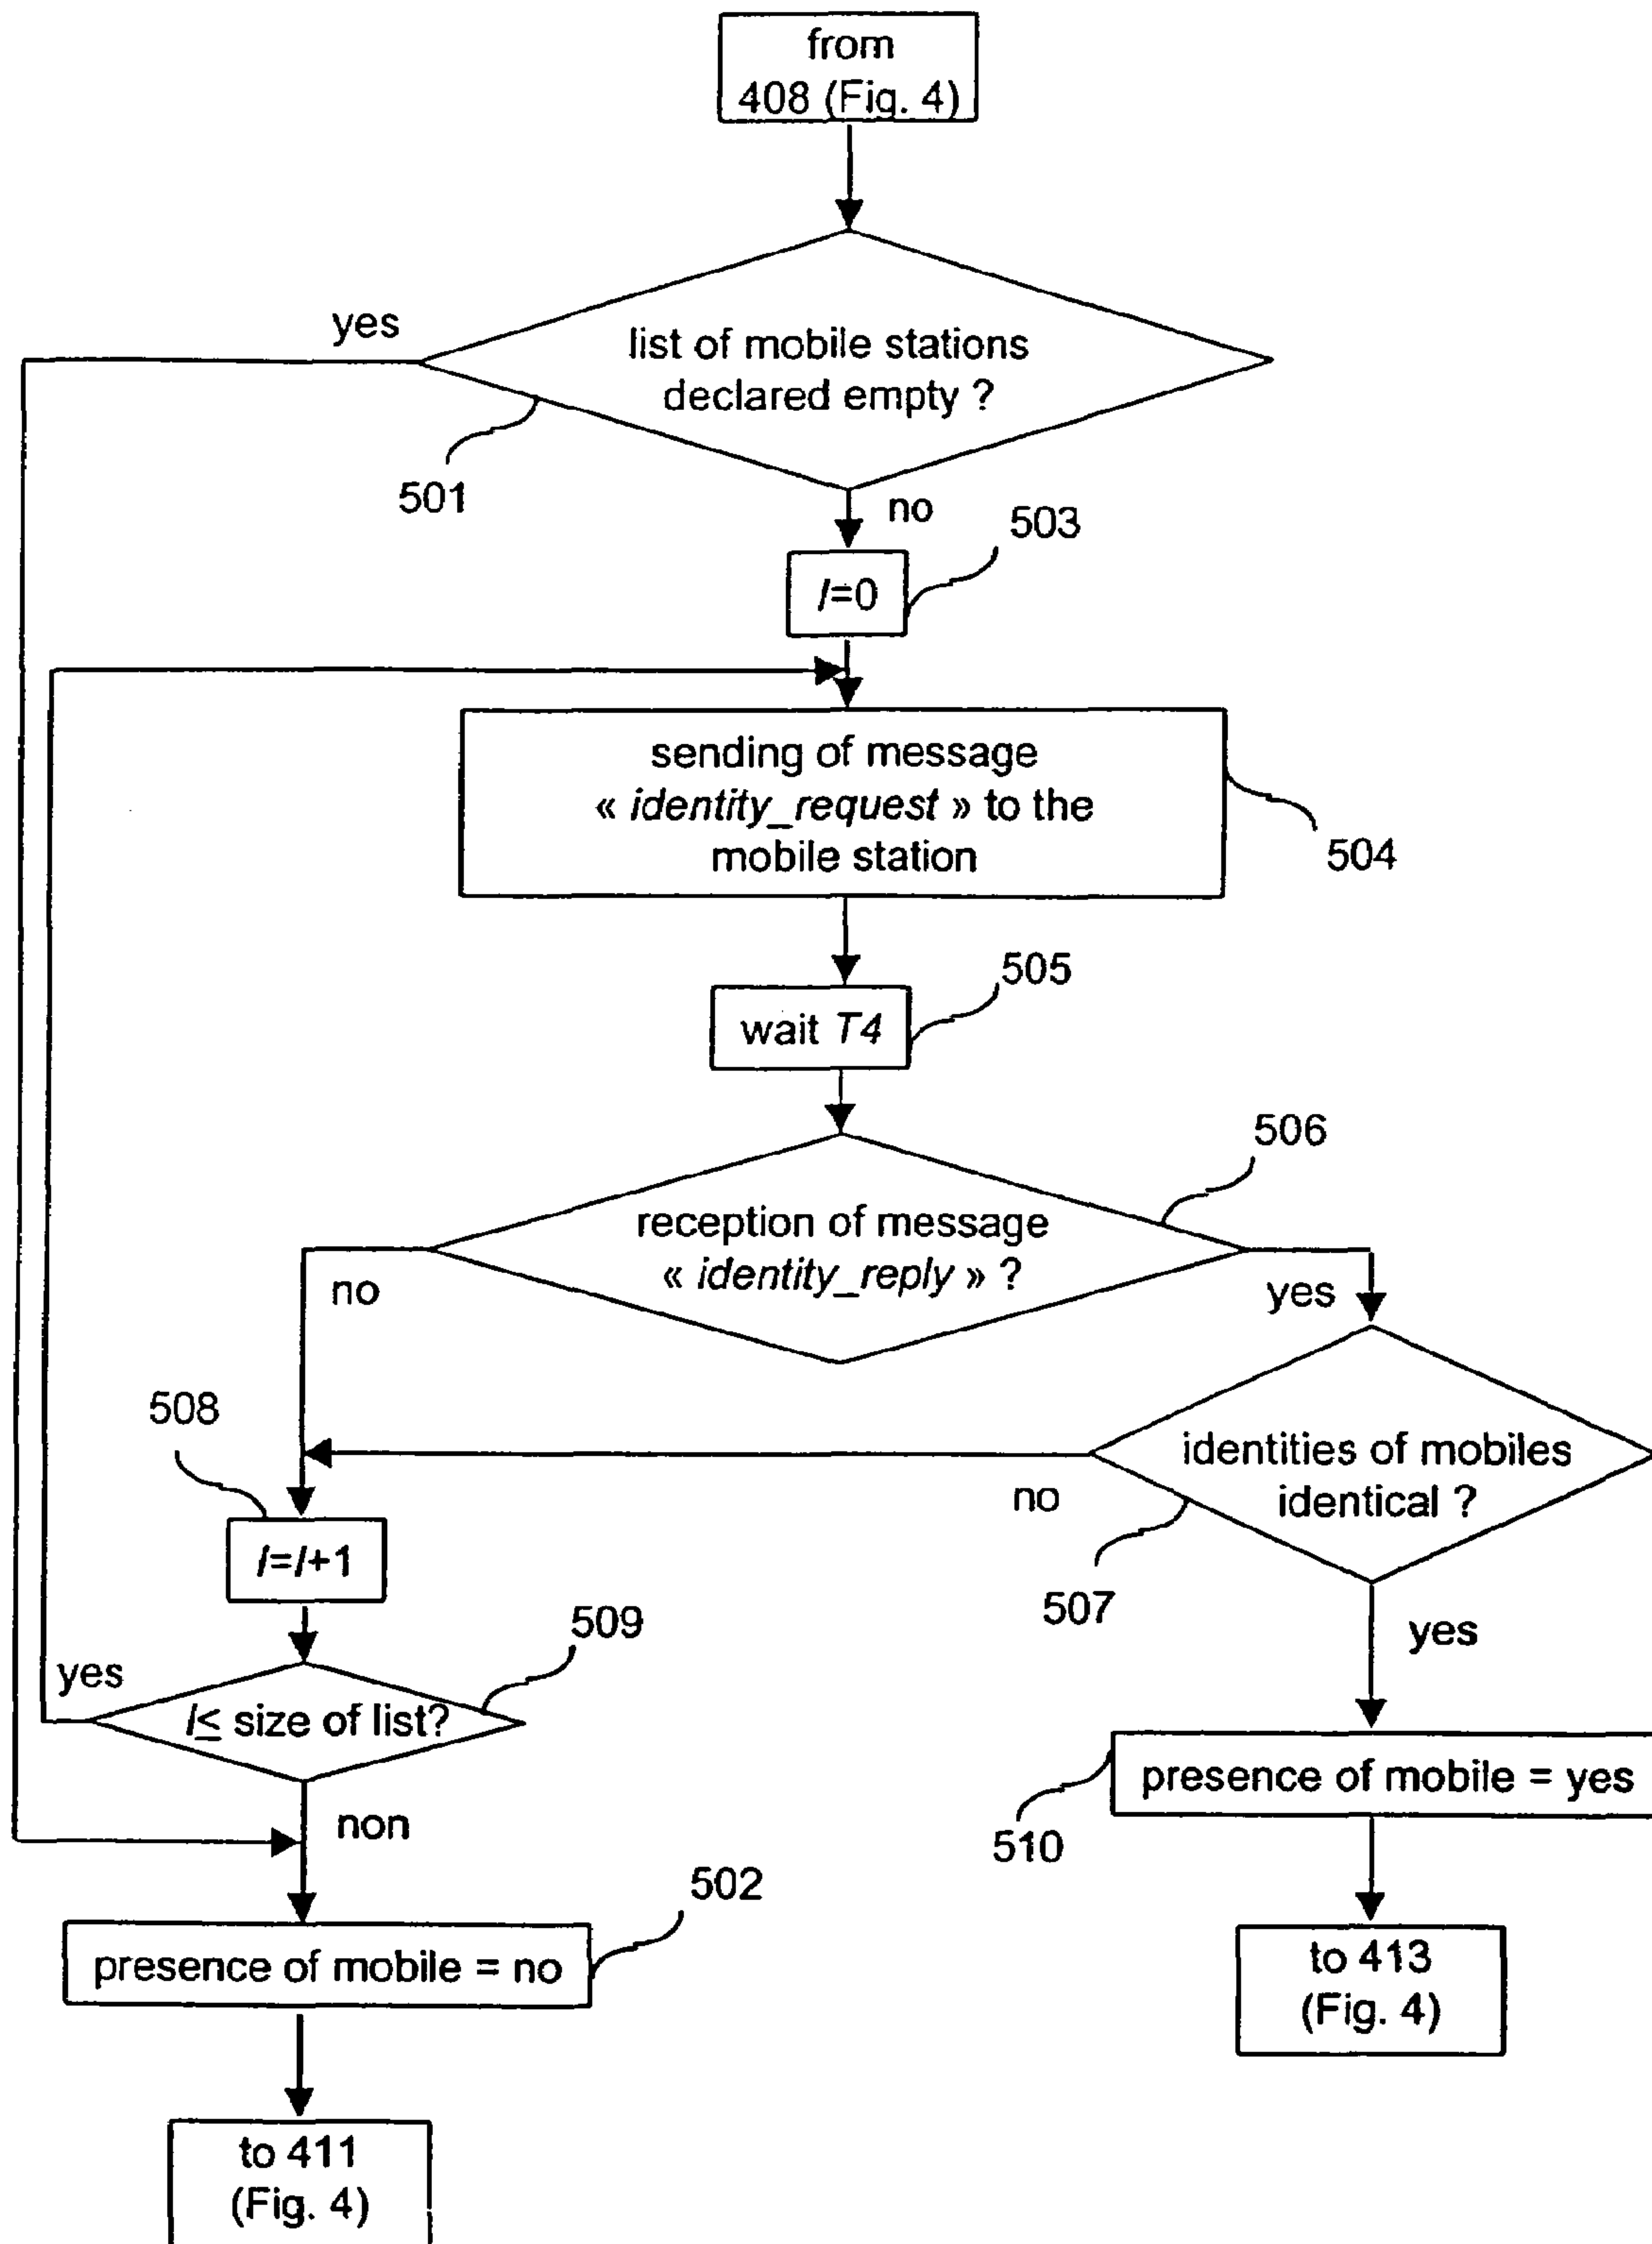 from
408 (Fig. 4)
yes
list of mobile stations
declared empty ?
501
no
503
I=0
sending of message
« identity_request » to the
mobile station
504
505
wait T4
506
reception of message
« identity_reply » ?
no
yes
508
identities of mobiles
identical ?
no
507
I=I+1
509
yes
yes
I≤ size of list?
presence of mobile = yes
non
510
502
presence of mobile = no
to 413
(Fig. 4)
to 411
(Fig. 4)